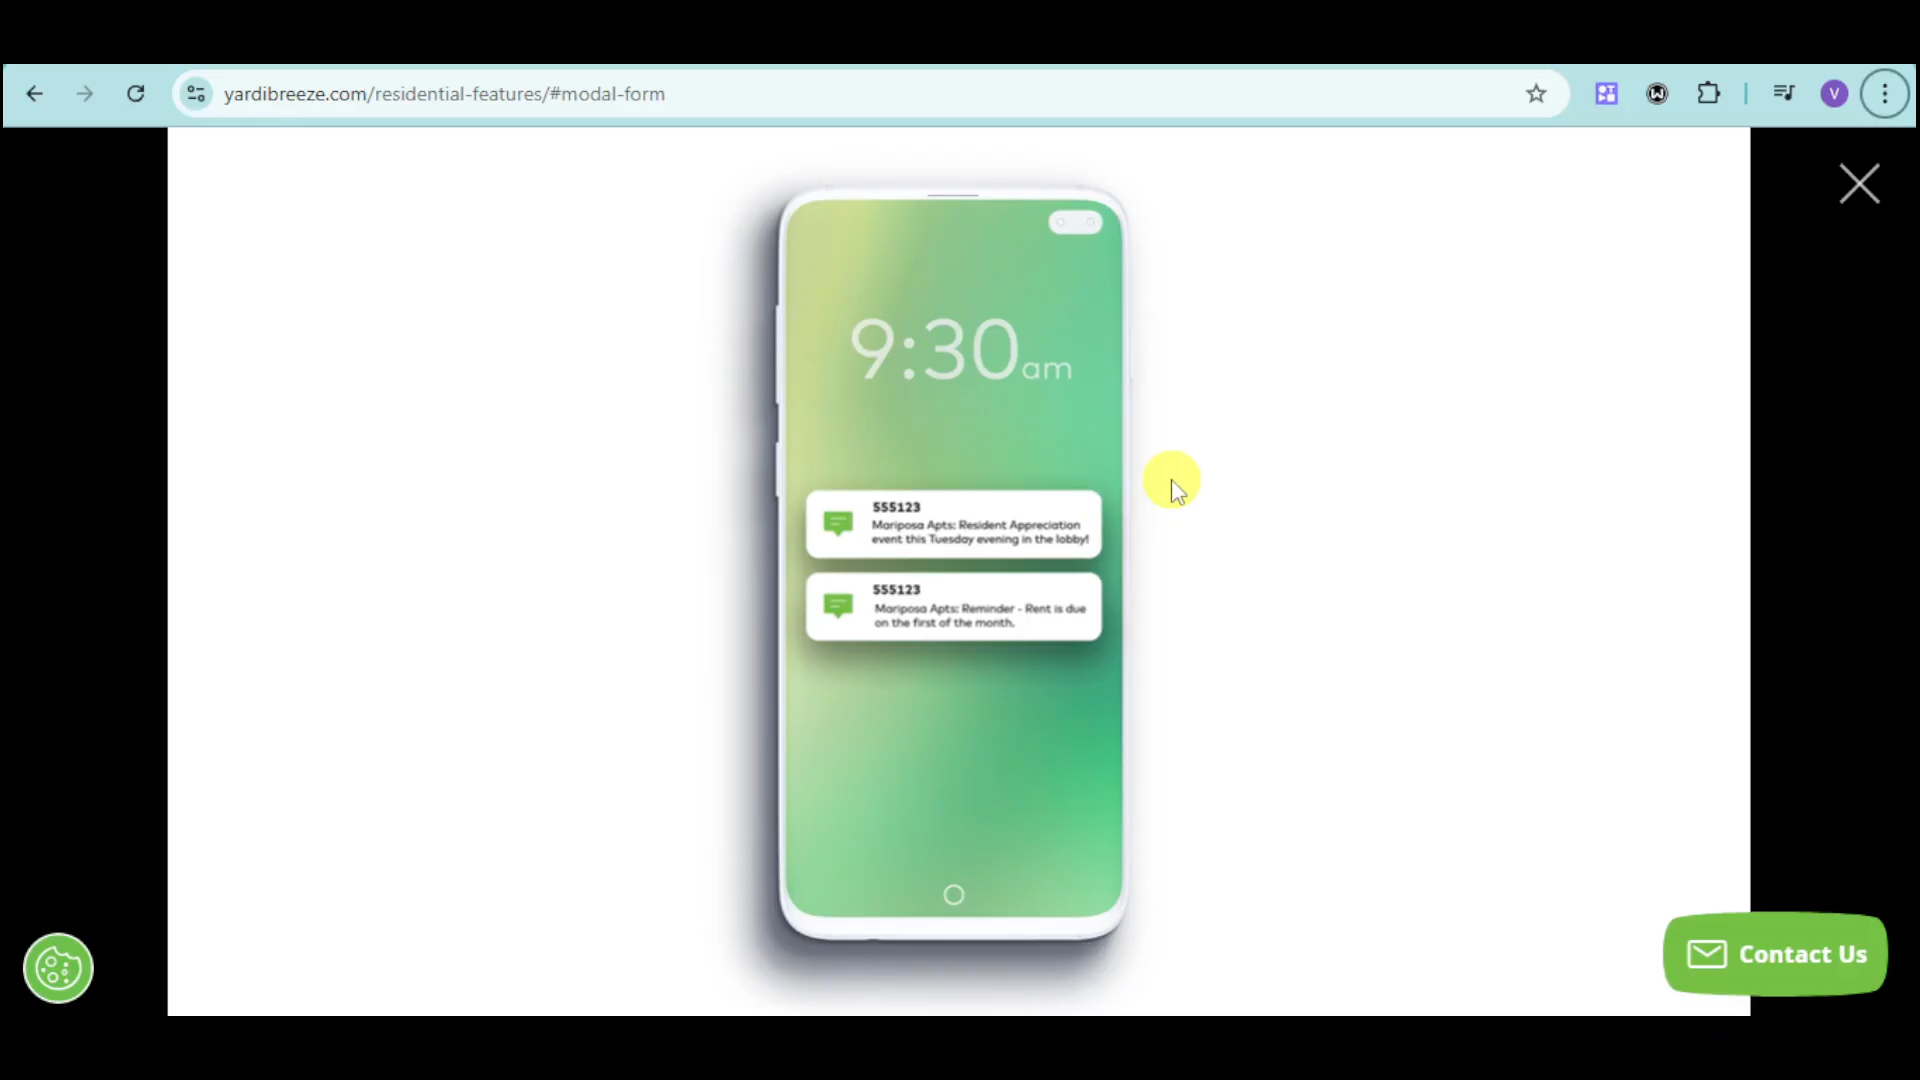 yardibreeze.com/residential-features/#modal-form
V
9:30am
555123
Mariposa Apts: Resident Appreciation
event this Tuesday evening in the lobby!
555123
Mariposa Apts: Reminder - Rent is due
on the first of the month.
Contact Us